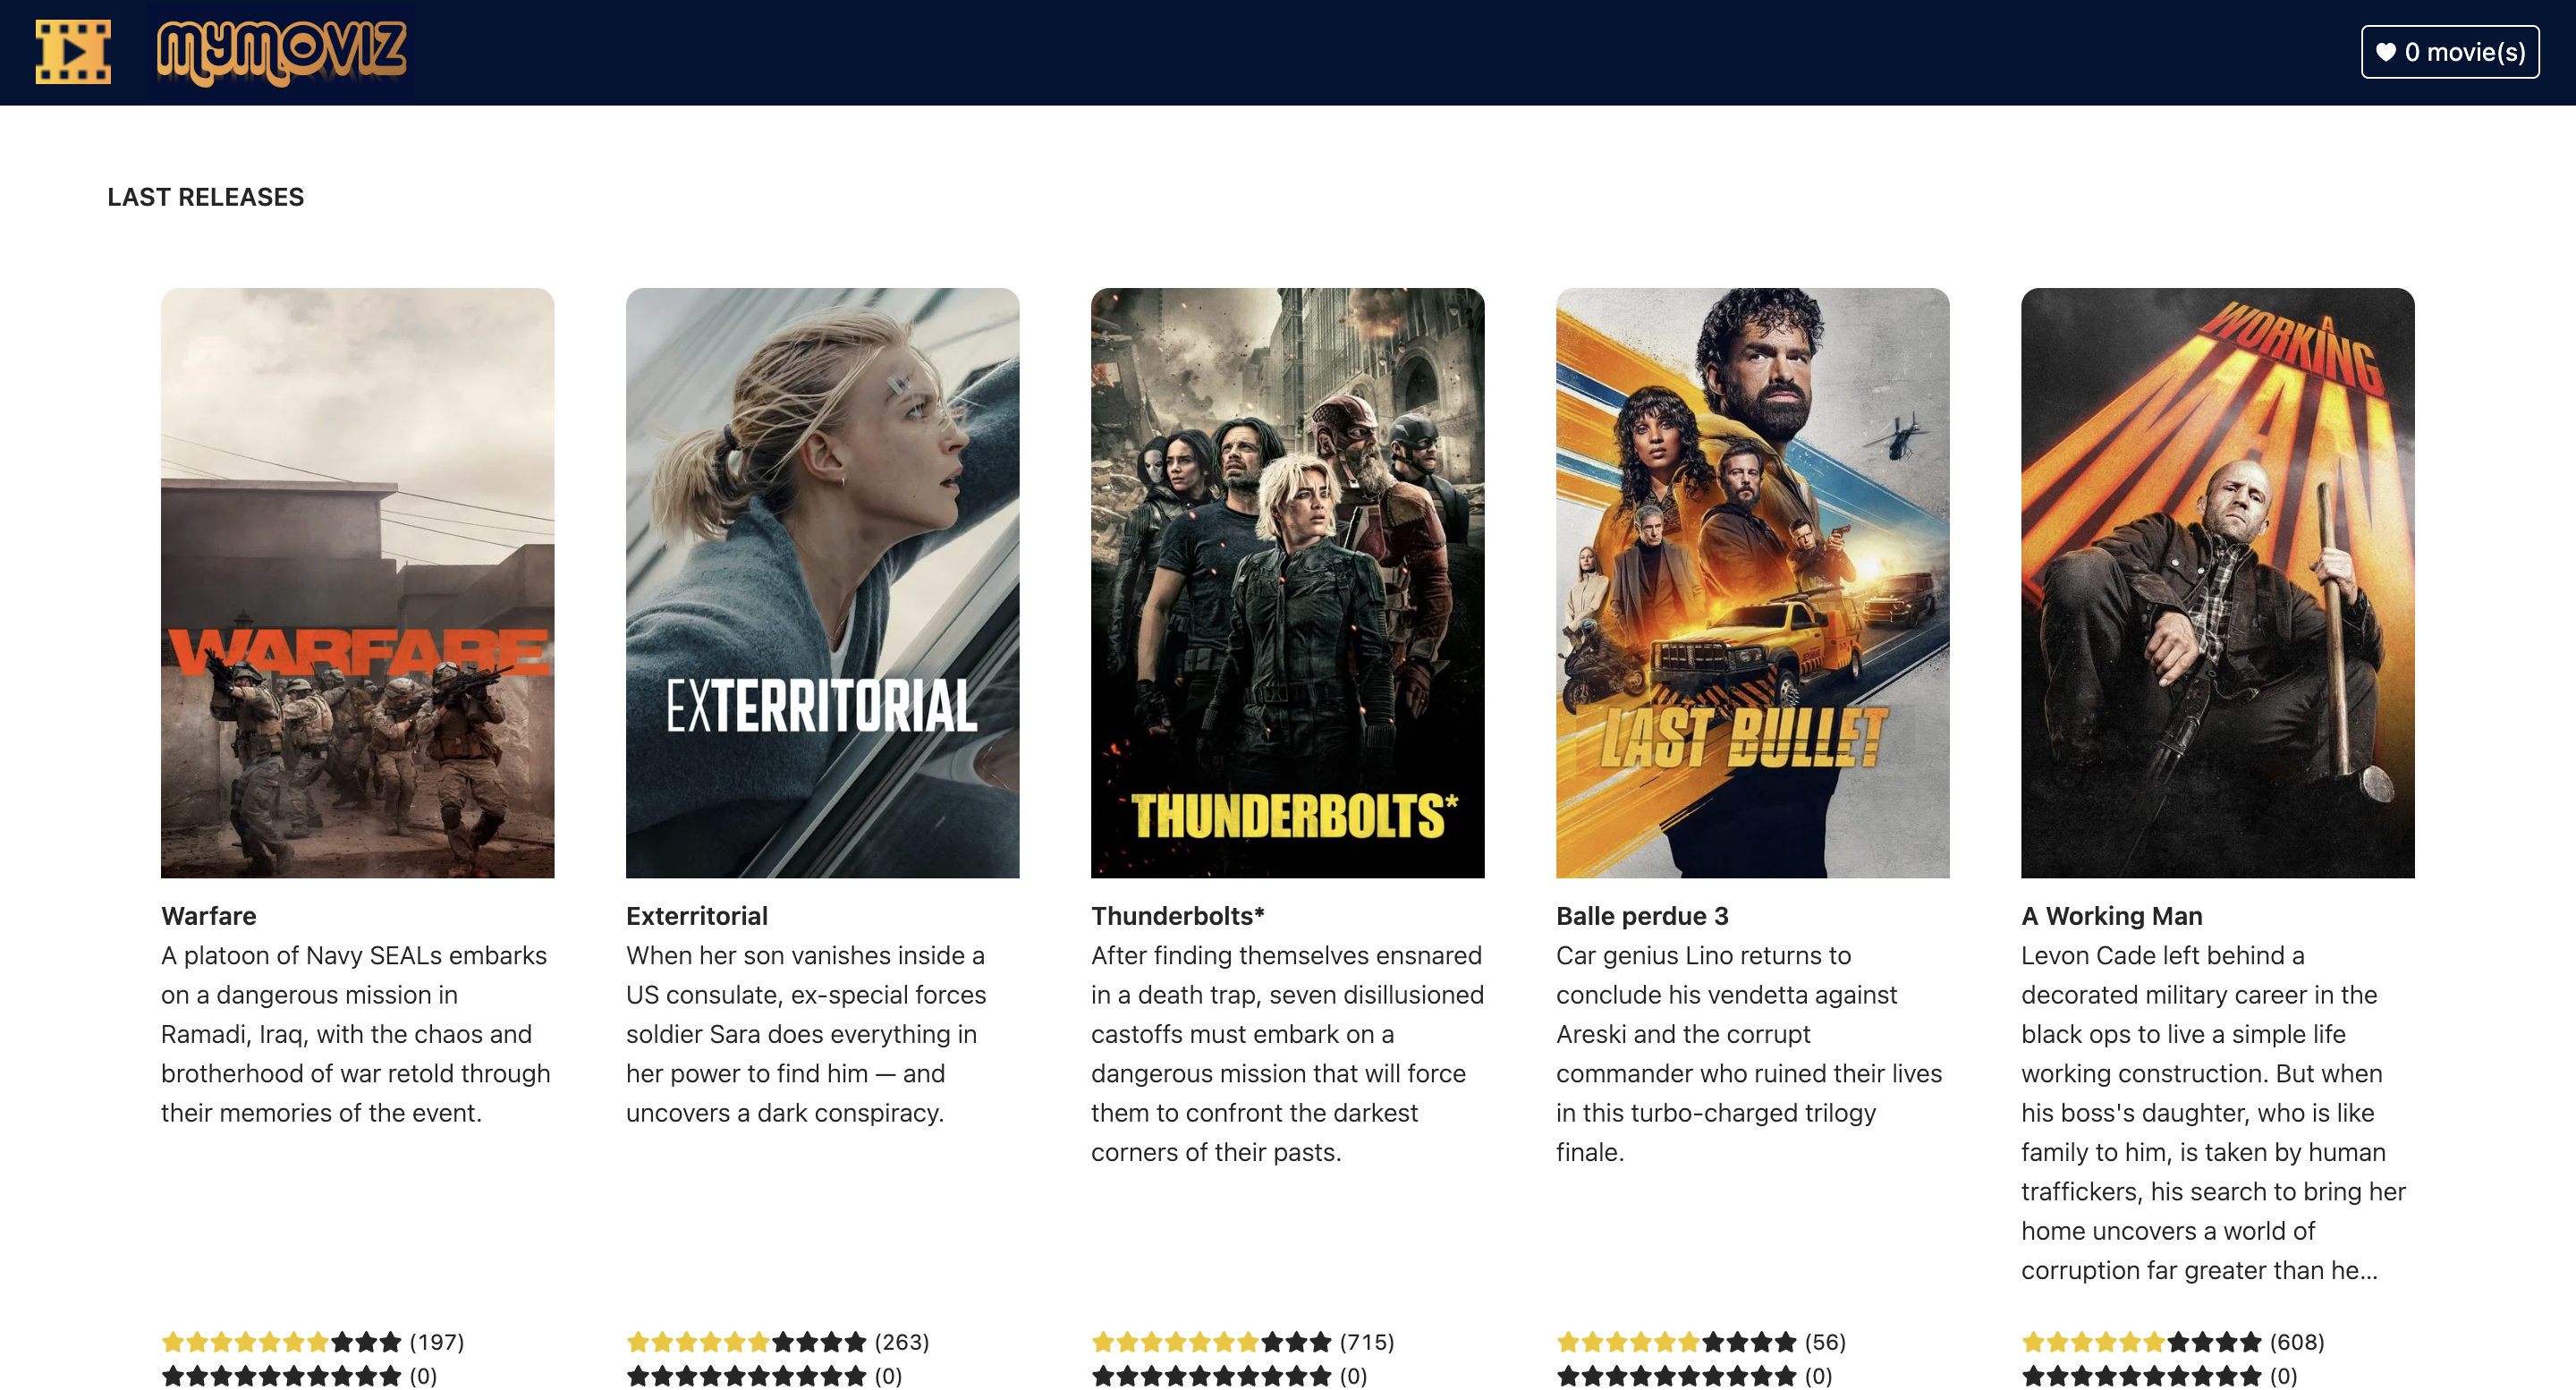 MYMOVIZ
0 movie(s)
LAST RELEASES
WARFARE
EXTERRITORIAL
THUNDERBOLTS*
LAST BULLET
A
WORKING
MAN
Warfare
A platoon of Navy SEALs embarks
on a dangerous mission in
Ramadi, Iraq, with the chaos and
brotherhood of war retold through
their memories of the event.
(197)
(0)
Exterritorial
When her son vanishes inside a
US consulate, ex-special forces
soldier Sara does everything in
her power to find him — and
uncovers a dark conspiracy.
(263)
(0)
Thunderbolts*
After finding themselves ensnared
in a death trap, seven disillusioned
castoffs must embark on a
dangerous mission that will force
them to confront the darkest
corners of their pasts.
(715)
(0)
Balle perdue 3
Car genius Lino returns to
conclude his vendetta against
Areski and the corrupt
commander who ruined their lives
in this turbo-charged trilogy
finale.
(56)
(0)
A Working Man
Levon Cade left behind a
decorated military career in the
black ops to live a simple life
working construction. But when
his boss's daughter, who is like
family to him, is taken by human
traffickers, his search to bring her
home uncovers a world of
corruption far greater than he...
(608)
(0)